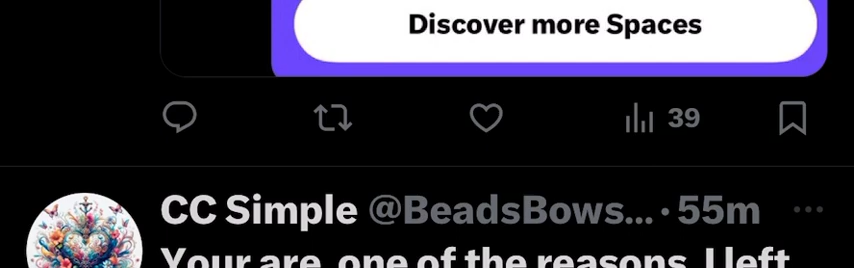 Discover more Spaces
39
CC Simple @BeadsBows... · 55m
Your are one of the reasons I left